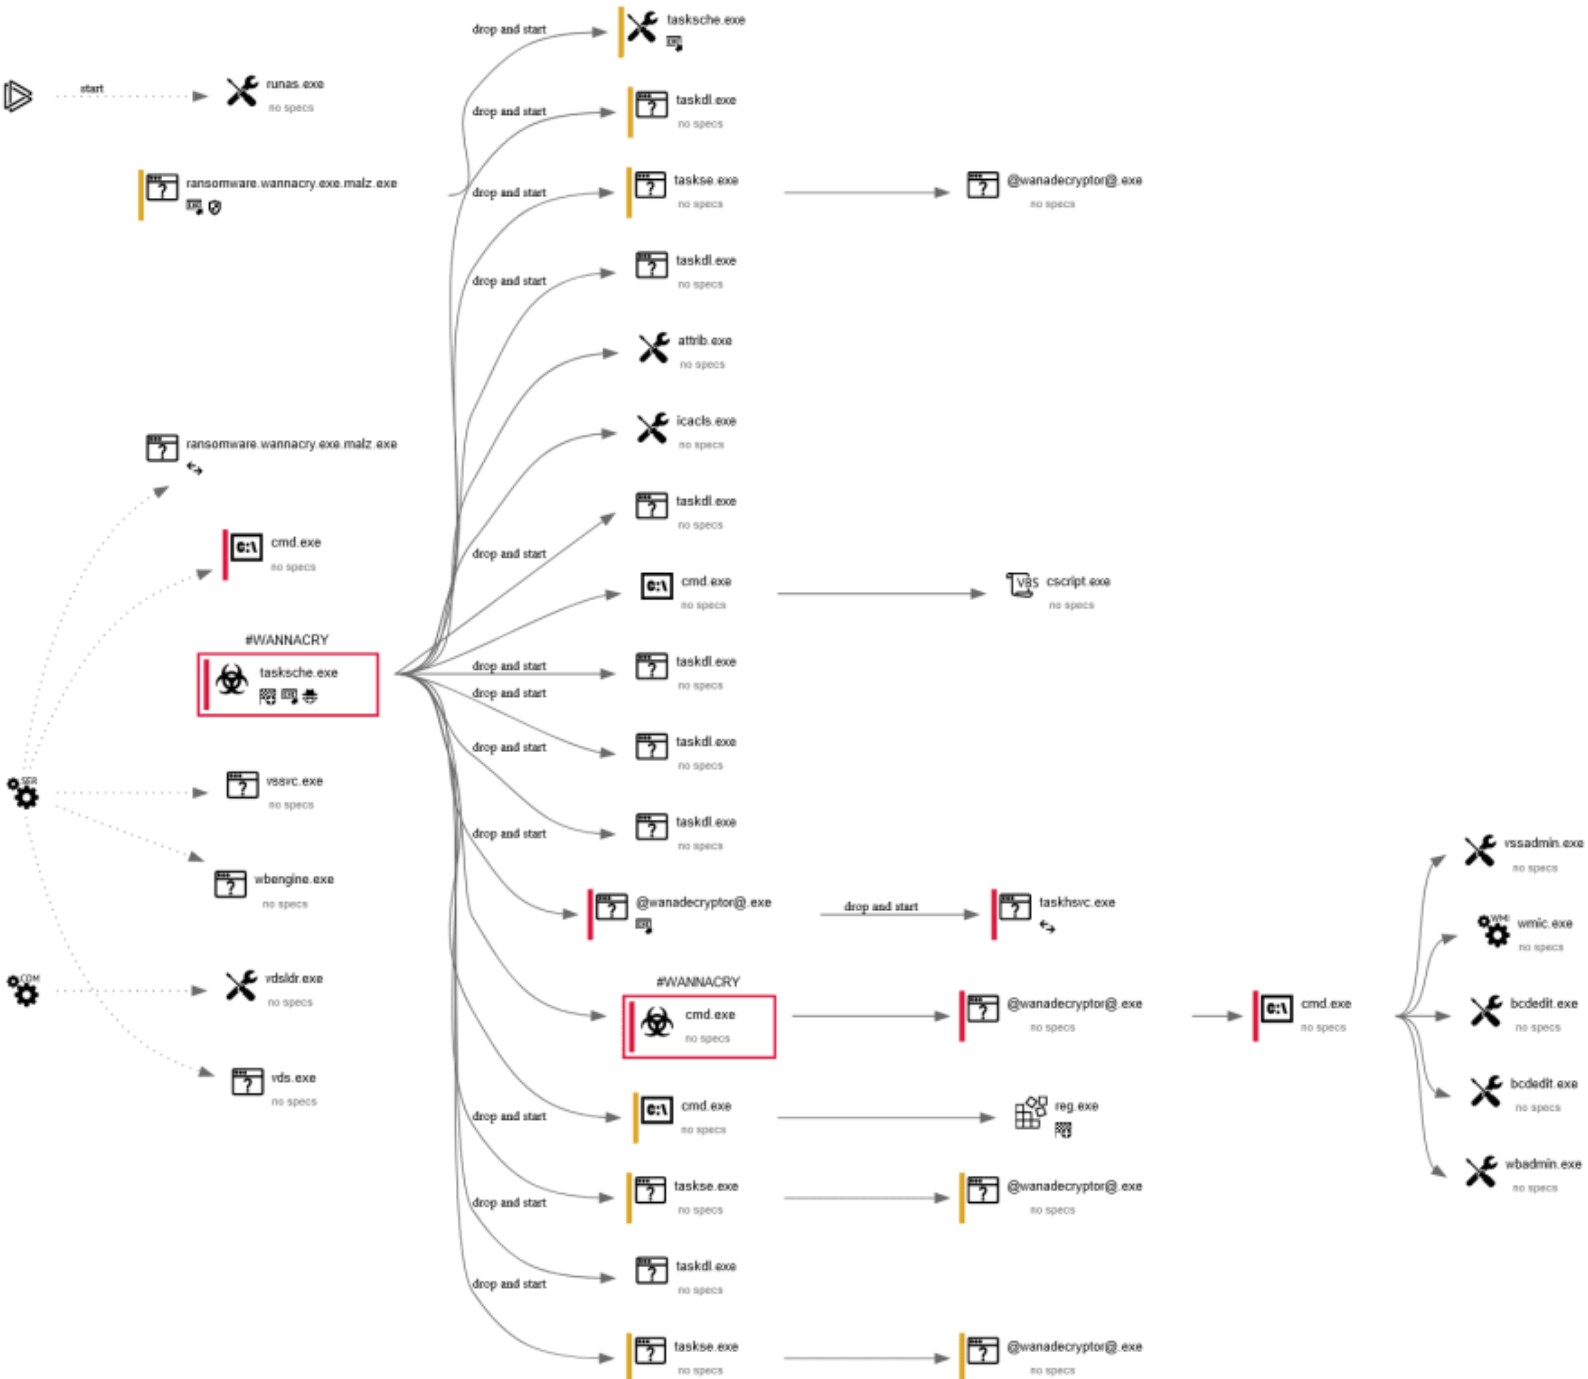 drop and start
tasksche.exe
start
runas.exe
no specs
drop and start
taskdl.exe
no specs
ransomware.wannacry.exe.malz.exe
drop and start
taskse.exe
no specs
@wanadecryptor@.exe
no specs
drop and start
taskdl.exe
no specs
attrib.exe
no specs
icacls.exe
no specs
ransomware.wannacry.exe.malz.exe
taskdl.exe
no specs
C:\ cmd.exe
no specs
drop and start
C:\ cmd.exe
no specs
VBS cscript.exe
no specs
#WANNACRY
tasksche.exe
drop and start
taskdl.exe
no specs
drop and start
drop and start
taskdl.exe
no specs
SER
vssvc.exe
no specs
drop and start
taskdl.exe
no specs
wbengine.exe
no specs
@wanadecryptor@.exe
drop and start
taskhsvc.exe
vssadmin.exe
no specs
WMI wmic.exe
no specs
COM
vdsldr.exe
no specs
#WANNACRY
cmd.exe
no specs
@wanadecryptor@.exe
no specs
C:\ cmd.exe
no specs
bcdedit.exe
no specs
vds.exe
no specs
drop and start
C:\ cmd.exe
no specs
reg.exe
bcdedit.exe
no specs
drop and start
taskse.exe
no specs
@wanadecryptor@.exe
no specs
wbadmin.exe
no specs
drop and start
taskdl.exe
no specs
taskse.exe
no specs
@wanadecryptor@.exe
no specs